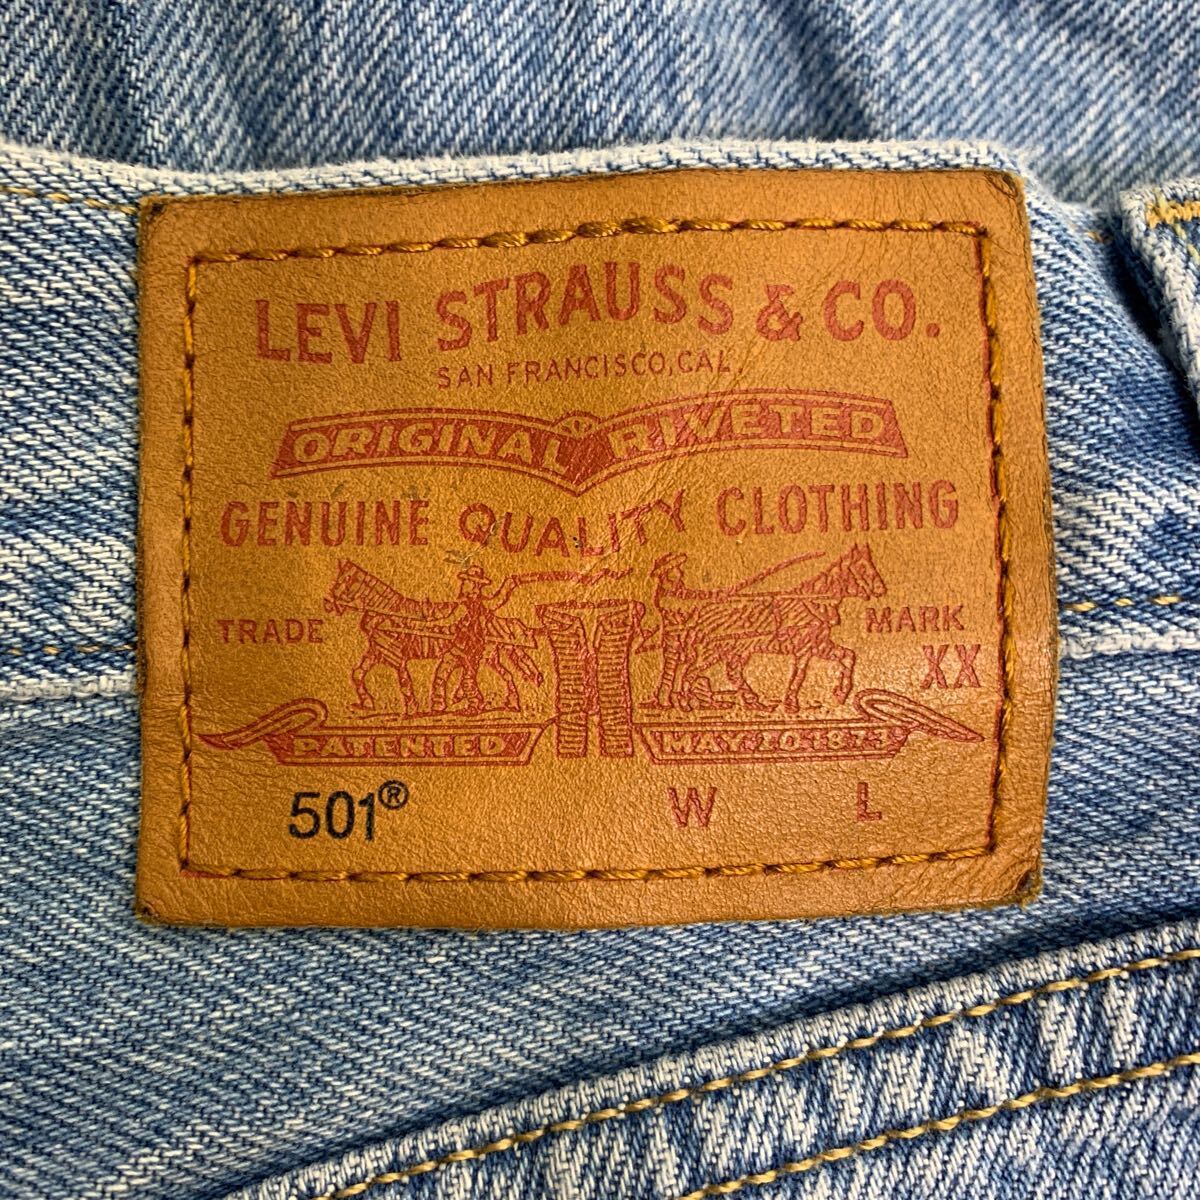 LEVI STRAUSS & CO.
SAN FRANCISCO, CAL.
ORIGINAL RIVETED
GENUINE QUALITY CLOTHING
TRADE MARK
XX
PATENTED MAY 20 1873
501® W L